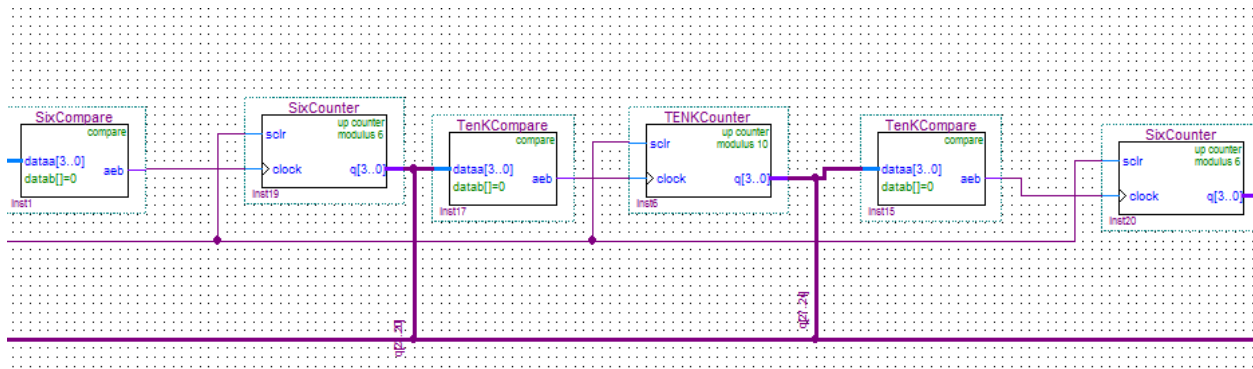 SixCompare
compare
dataa[3..0]
datab[]=0
aeb
inst1
SixCounter
up counter
modulus 6
sclr
clock
q[3..0]
inst19
TenKCompare
compare
dataa[3..0]
datab[]=0
aeb
inst17
TENKCounter
up counter
modulus 10
sclr
clock
q[3..0]
inst6
TenKCompare
compare
dataa[3..0]
datab[]=0
aeb
inst15
SixCounter
up counter
modulus 6
sclr
clock
q[3..0]
inst20
q[27..24]